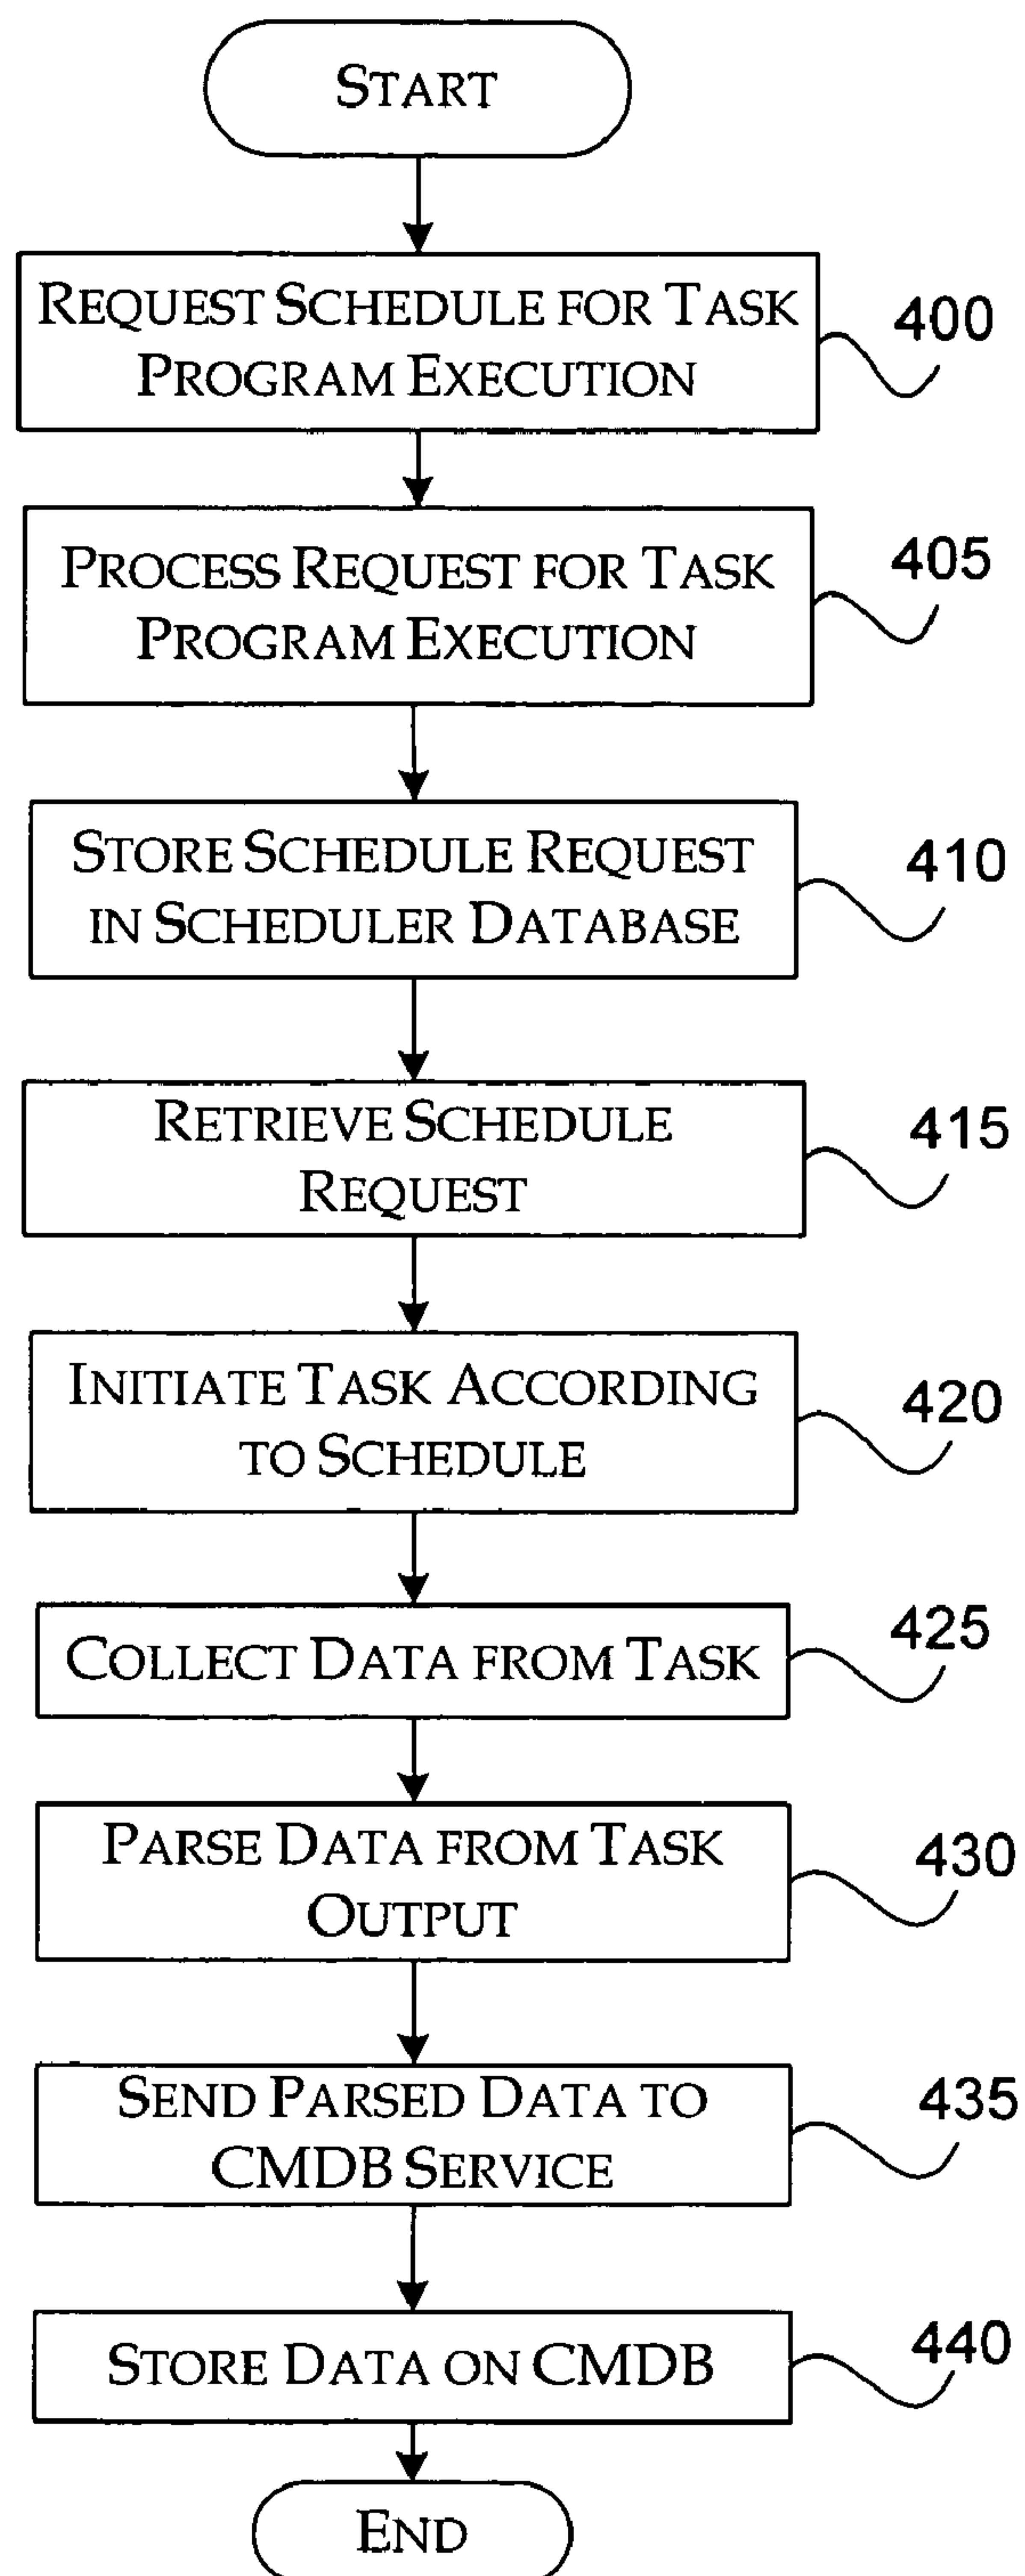 START
REQUEST SCHEDULE FOR TASK
PROGRAM EXECUTION
400
PROCESS REQUEST FOR TASK
PROGRAM EXECUTION
405
STORE SCHEDULE REQUEST
IN SCHEDULER DATABASE
410
RETRIEVE SCHEDULE
REQUEST
415
INITIATE TASK ACCORDING
TO SCHEDULE
420
COLLECT DATA FROM TASK
425
PARSE DATA FROM TASK
OUTPUT
430
SEND PARSED DATA TO
CMDB SERVICE
435
STORE DATA ON CMDB
440
END